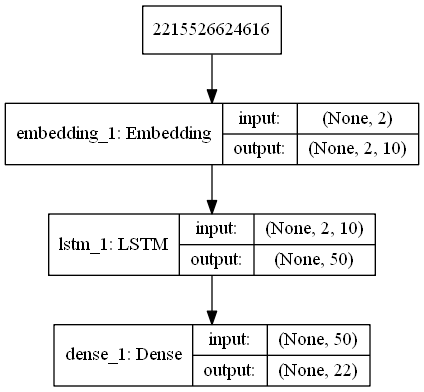 2215526624616
embedding_1: Embedding
input:
(None, 2)
output:
(None, 2, 10)
lstm_1: LSTM
input:
(None, 2, 10)
output:
(None, 50)
dense_1: Dense
input:
(None, 50)
output:
(None, 22)